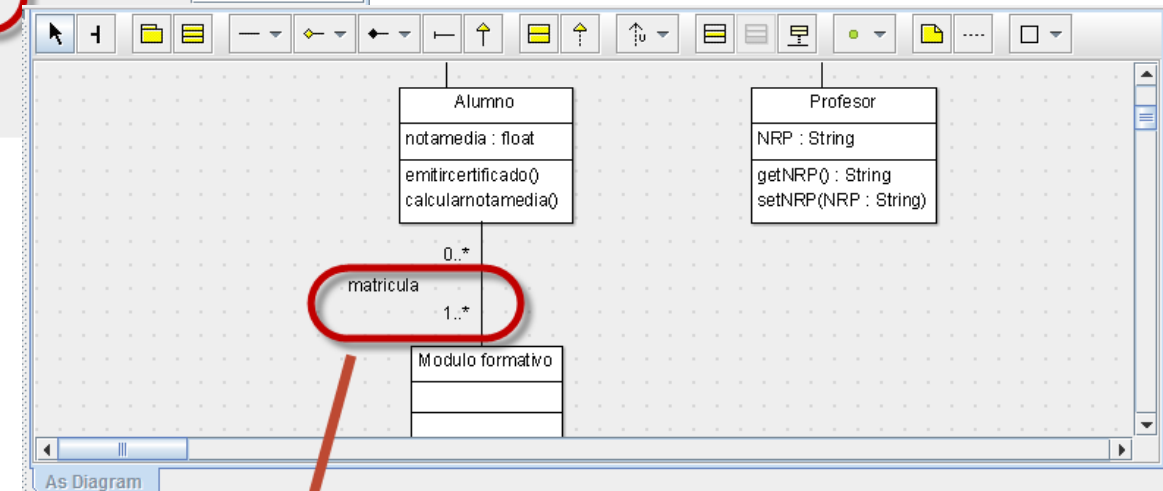 U
Alumno
notamedia : float
emitircertificado()
calcularnotamedia()
Profesor
NRP : String
getNRP() : String
setNRP(NRP : String)
0..*
matricula
1..*
Modulo formativo
As Diagram